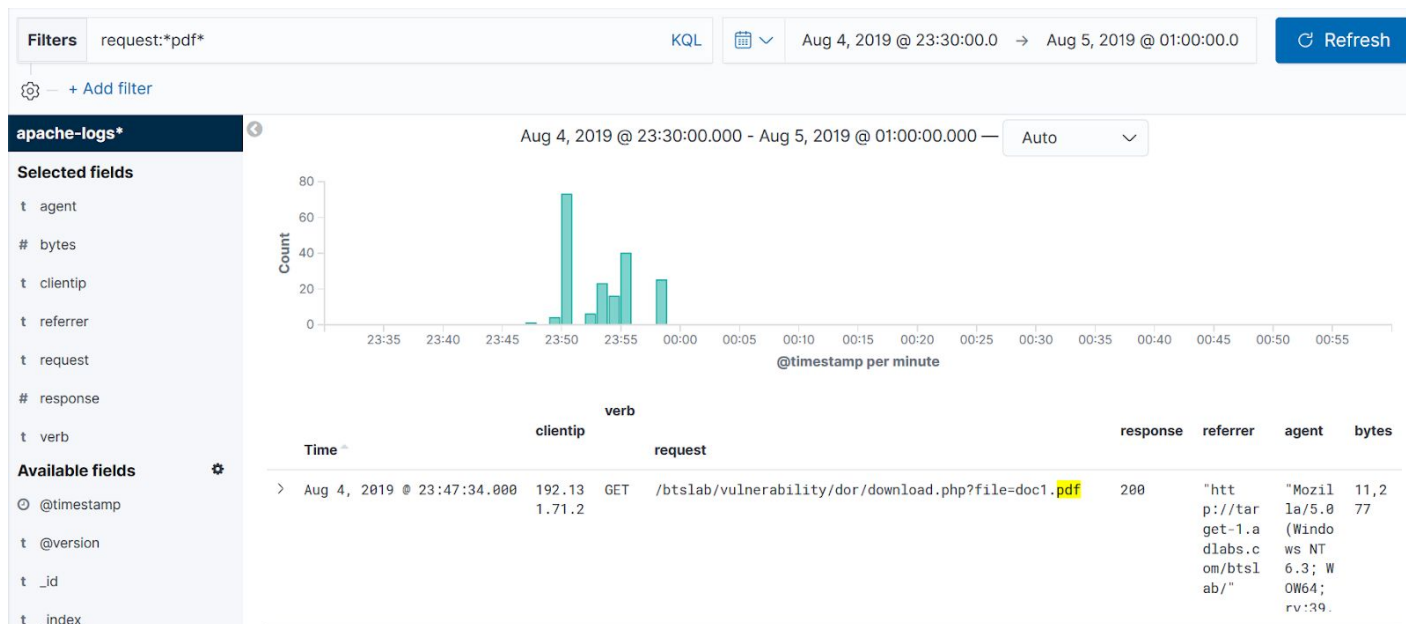 Filters request:*pdf* KQL Aug 4, 2019 @ 23:30:00.0 → Aug 5, 2019 @ 01:00:00.0 Refresh
+ Add filter
apache-logs*
Selected fields
t agent
# bytes
t clientip
t referrer
t request
# response
t verb
Available fields
@timestamp
t @version
t _id
t _index
Aug 4, 2019 @ 23:30:00.000 - Aug 5, 2019 @ 01:00:00.000 — Auto
80
60
40
20
0
Count
23:35 23:40 23:45 23:50 23:55 00:00 00:05 00:10 00:15 00:20 00:25 00:30 00:35 00:40 00:45 00:50 00:55
@timestamp per minute
Time clientip verb request response referrer agent bytes
> Aug 4, 2019 @ 23:47:34.000 192.13 GET /btslab/vulnerability/dor/download.php?file=doc1.pdf 200 "htt "Mozil 11,2
1.71.2 p://tar la/5.0 77
get-1.a (Windo
dlabs.c ws NT
om/btsl 6.3; W
ab/" OW64;
rv:39.